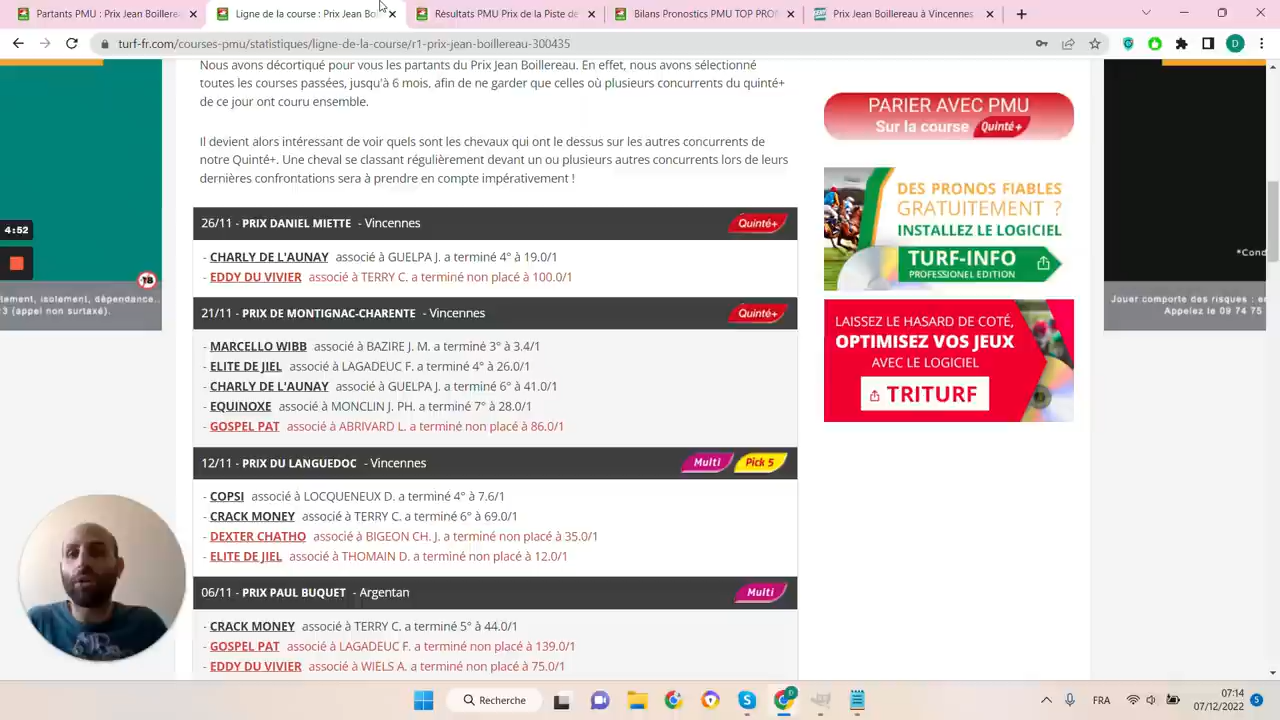 Partants PMU du Prix Jean Boil
Ligne de la course : Prix Jean Bo
Résultats PMU Prix de la Piste de
Bilans Pronostics PMU TOP PRO
Prix Jean Boillereau à Vincennes
turf-fr.com/courses-pmu/statistiques/ligne-de-la-course/r1-prix-jean-boillereau-300435
D
Nous avons décortiqué pour vous les partants du Prix Jean Boillereau. En effet, nous avons sélectionné
toutes les courses passées, jusqu'à 6 mois, afin de ne garder que celles où plusieurs concurrents du quinté+
de ce jour ont couru ensemble.
Il devient alors intéressant de voir quels sont les chevaux qui ont le dessus sur les autres concurrents de
notre Quinté+. Une cheval se classant régulièrement devant un ou plusieurs autres concurrents lors de leurs
dernières confrontations sera à prendre en compte impérativement !
26/11 - PRIX DANIEL MIETTE - Vincennes Quinté+
- CHARLY DE L'AUNAY associé à GUELPA J. a terminé 4° à 19.0/1
- EDDY DU VIVIER associé à TERRY C. a terminé non placé à 100.0/1
21/11 - PRIX DE MONTIGNAC-CHARENTE - Vincennes Quinté+
- MARCELLO WIBB associé à BAZIRE J. M. a terminé 3° à 3.4/1
- ELITE DE JIEL associé à LAGADEUC F. a terminé 4° à 26.0/1
- CHARLY DE L'AUNAY associé à GUELPA J. a terminé 6° à 41.0/1
- EQUINOXE associé à MONCLIN J. PH. a terminé 7° à 28.0/1
- GOSPEL PAT associé à ABRIVARD L. a terminé non placé à 86.0/1
12/11 - PRIX DU LANGUEDOC - Vincennes Multi Pick 5
- COPSI associé à LOCQUENEUX D. a terminé 4° à 7.6/1
- CRACK MONEY associé à TERRY C. a terminé 6° à 69.0/1
- DEXTER CHATHO associé à BIGEON CH. J. a terminé non placé à 35.0/1
- ELITE DE JIEL associé à THOMAIN D. a terminé non placé à 12.0/1
06/11 - PRIX PAUL BUQUET - Argentan Multi
- CRACK MONEY associé à TERRY C. a terminé 5° à 44.0/1
- GOSPEL PAT associé à LAGADEUC F. a terminé non placé à 139.0/1
- EDDY DU VIVIER associé à WIELS A. a terminé non placé à 75.0/1
4:52
18
tement, isolement, dépendance..
3 (appel non surtaxé).
PARIER AVEC PMU
Sur la course Quinté+
DES PRONOS FIABLES
GRATUITEMENT ?
INSTALLEZ LE LOGICIEL
TURF-INFO
PROFESSIONEL EDITION
LAISSEZ LE HASARD DE COTÉ,
OPTIMISEZ VOS JEUX
AVEC LE LOGICIEL
TRITURF
*Cond
Jouer comporte des risques : e
Appelez le 09 74 75
Recherche
FRA
07:14
07/12/2022
5